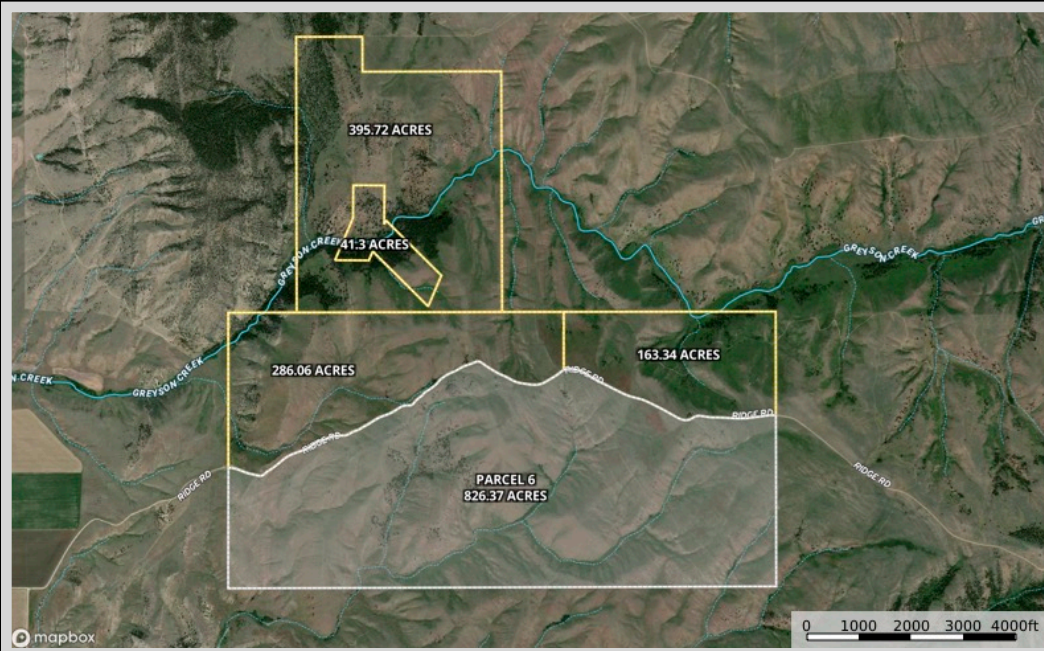 395.72 ACRES
41.3 ACRES
GREYSON CREEK
GREYSON CREEK
GR
286.06 ACRES
163.34 ACRES
RIDGE RD
N CREEK
GREYSON CREEK
RIDGE RD
RIDGE RD
RIDGE RD
RIDGE RD
PARCEL 6
826.37 ACRES
mapbox
0 1000 2000 3000 4000ft